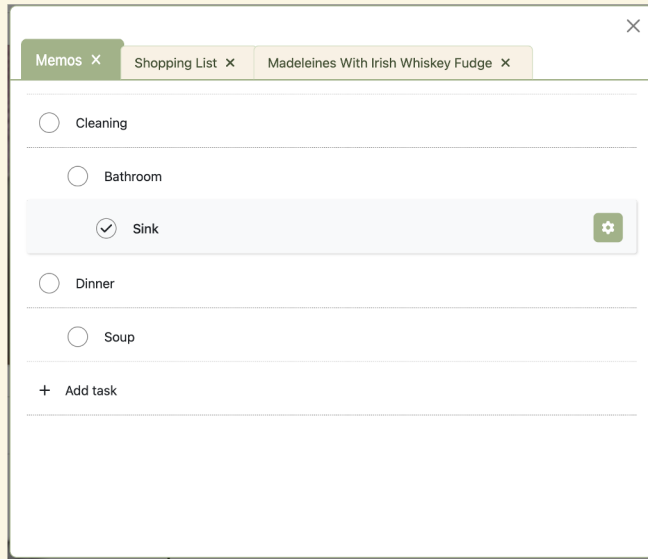 Memos × Shopping List × Madeleines With Irish Whiskey Fudge ×
Cleaning
Bathroom
Sink
Dinner
Soup
+ Add task